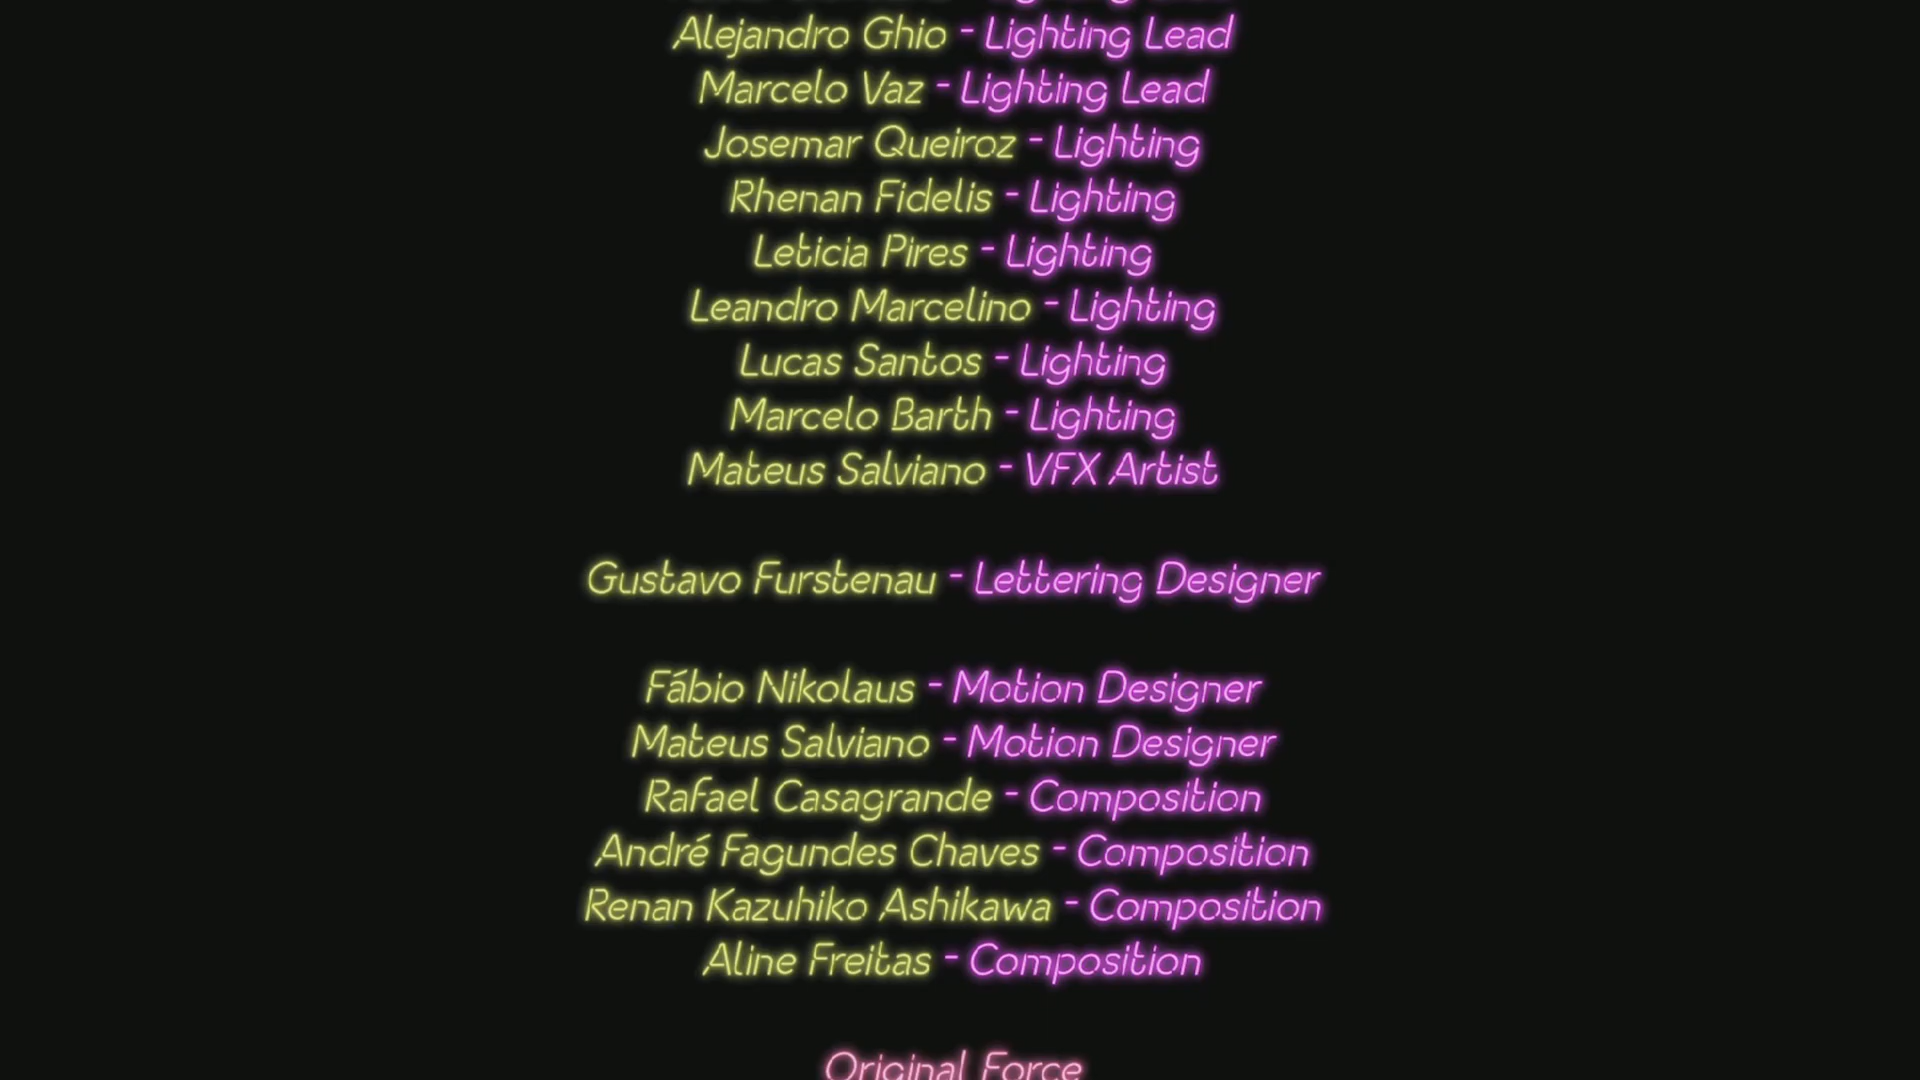 Alejandro Ghio - Lighting Lead
Marcelo Vaz - Lighting Lead
Josemar Queiroz - Lighting
Rhenan Fidelis - Lighting
Leticia Pires - Lighting
Leandro Marcelino - Lighting
Lucas Santos - Lighting
Marcelo Barth - Lighting
Mateus Salviano - VFX Artist
Gustavo Furstenau - Lettering Designer
Fábio Nikolaus - Motion Designer
Mateus Salviano - Motion Designer
Rafael Casagrande - Composition
André Fagundes Chaves - Composition
Renan Kazuhiko Ashikawa - Composition
Aline Freitas - Composition
Original Force